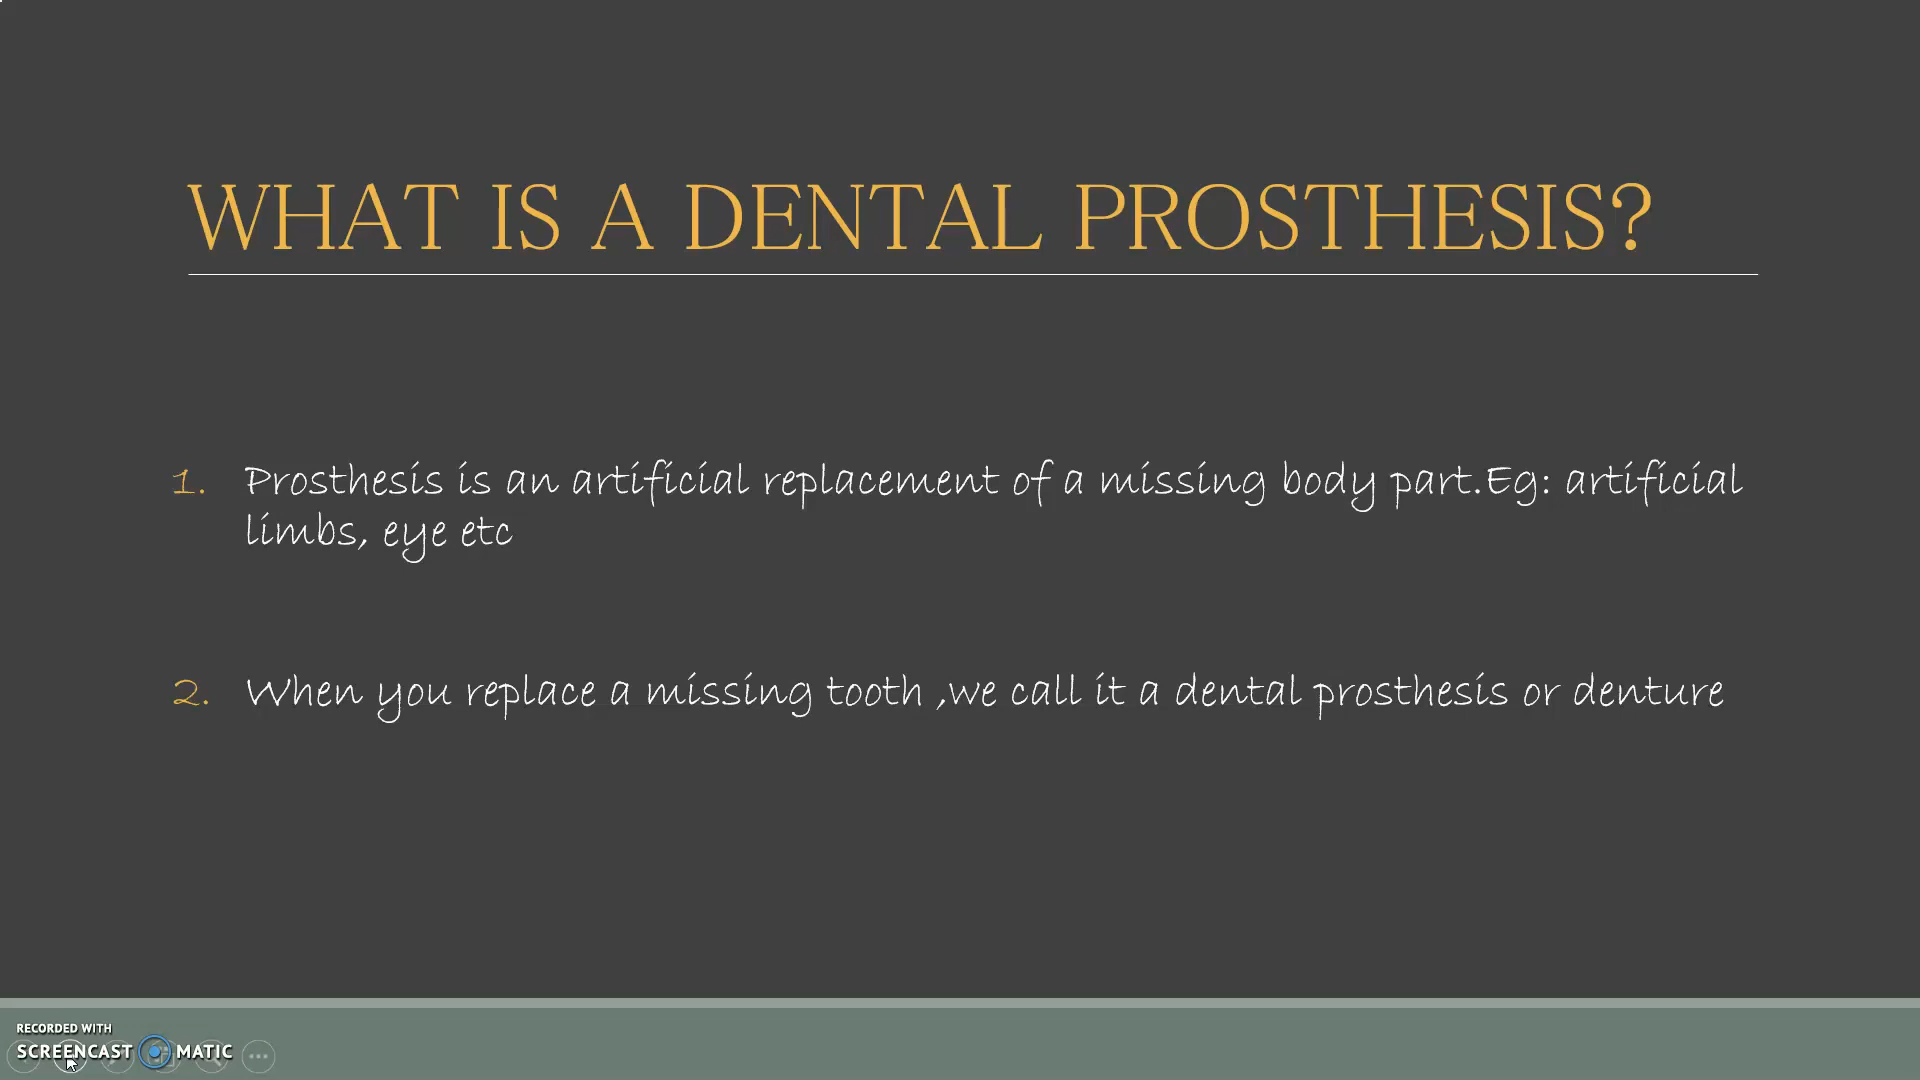 WHAT IS A DENTAL PROSTHESIS?
1. Prosthesis is an artificial replacement of a missing body part.Eg: artificial
limbs, eye etc
2. When you replace a missing tooth ,we call it a dental prosthesis or denture
RECORDED WITH
SCREENCAST MATIC